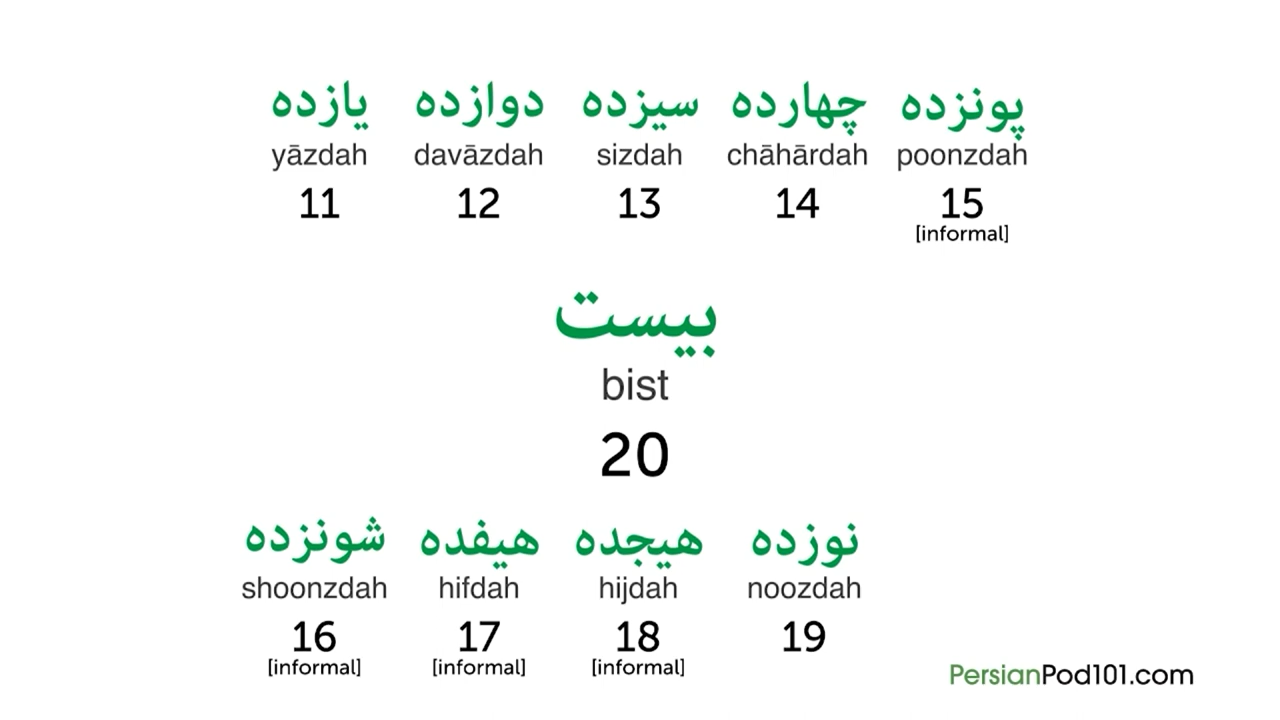 یازده دوازده سیزده چهارده پونزده
yāzdah davāzdah sizdah chāhārdah poonzdah
11 12 13 14 15
[informal]
بیست
bist
20
شونزده هیفده هیجده نوزده
shoonzdah hifdah hijdah noozdah
16 17 18 19
[informal] [informal] [informal]
PersianPod101.com